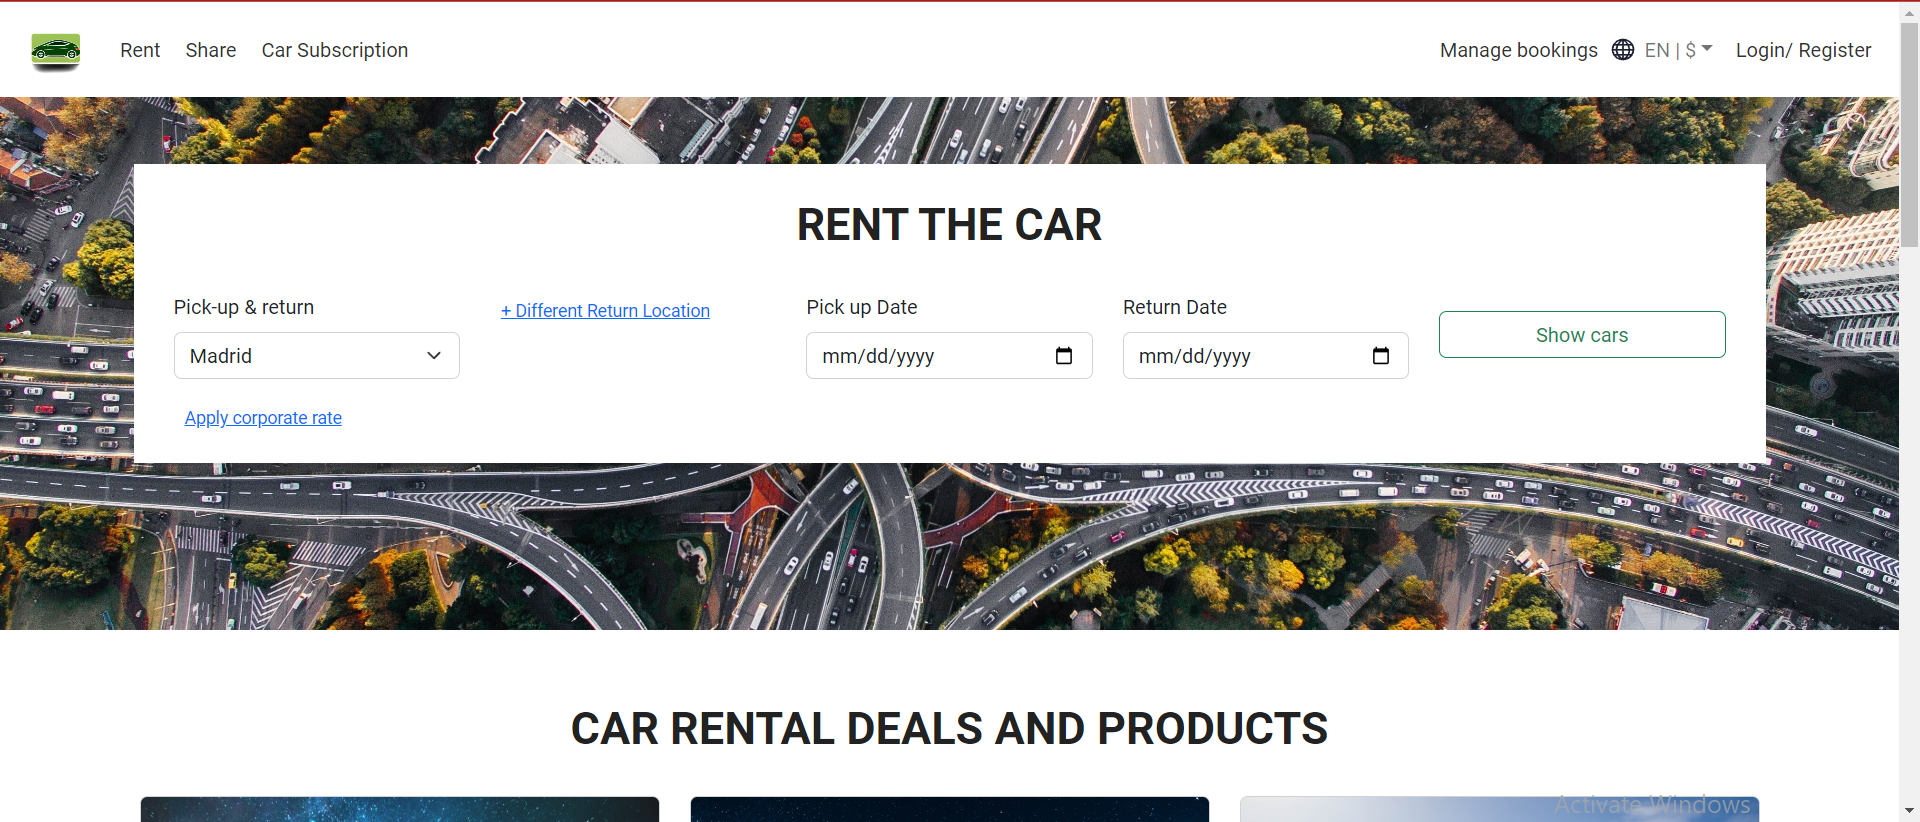 Rent Share Car Subscription Manage bookings EN | $ Login/ Register
RENT THE CAR
Pick-up & return + Different Return Location Pick up Date Return Date
Madrid mm/dd/yyyy mm/dd/yyyy Show cars
Apply corporate rate
CAR RENTAL DEALS AND PRODUCTS
Activate Windows